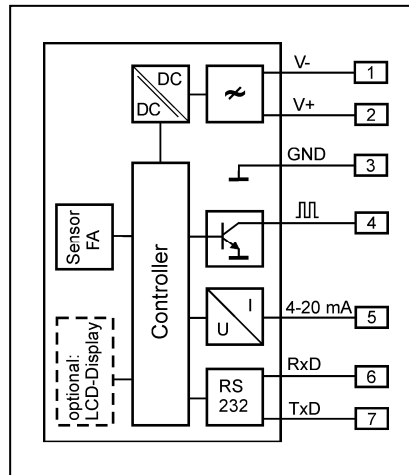 DC
DC
V-
1
V+
2
GND
3
4
Sensor
FA
Controller
U
I
4-20 mA
5
optional:
LCD-Display
RS
232
RxD
6
TxD
7